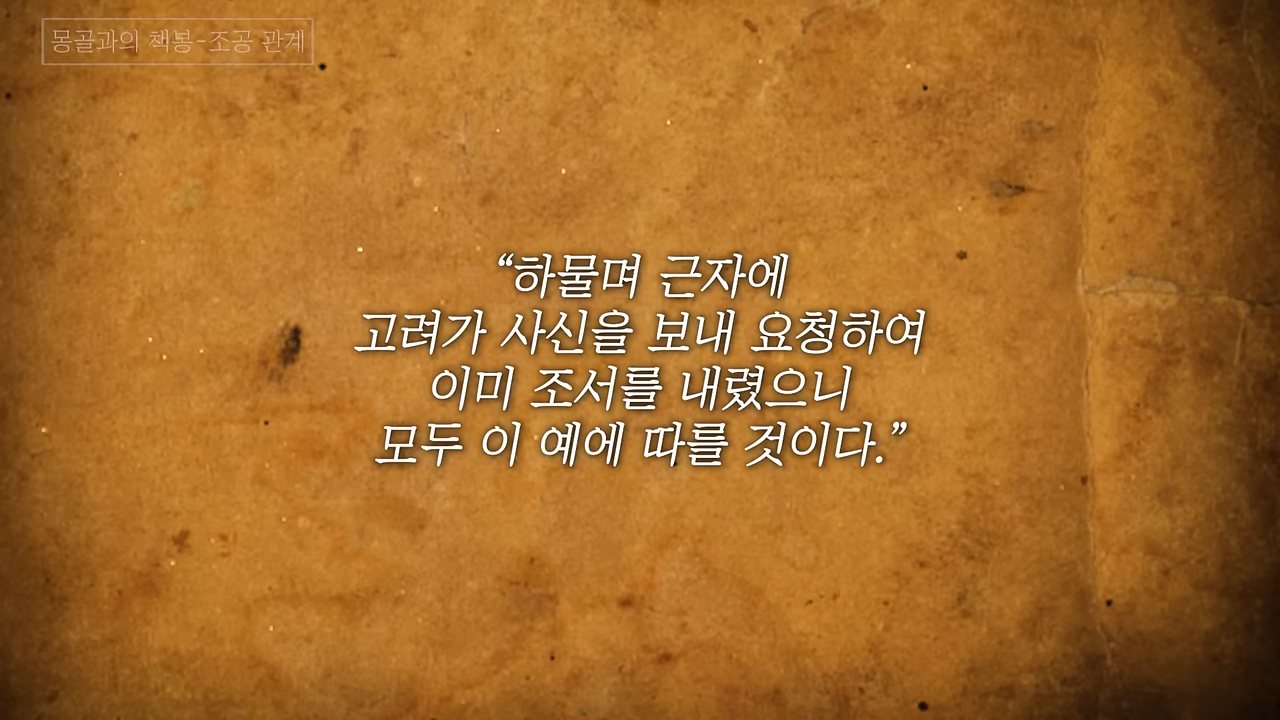 몽골과의 책봉-조공 관계
“하물며 근자에
고려가 사신을 보내 요청하여
이미 조서를 내렸으니
모두 이 예에 따를 것이다.”